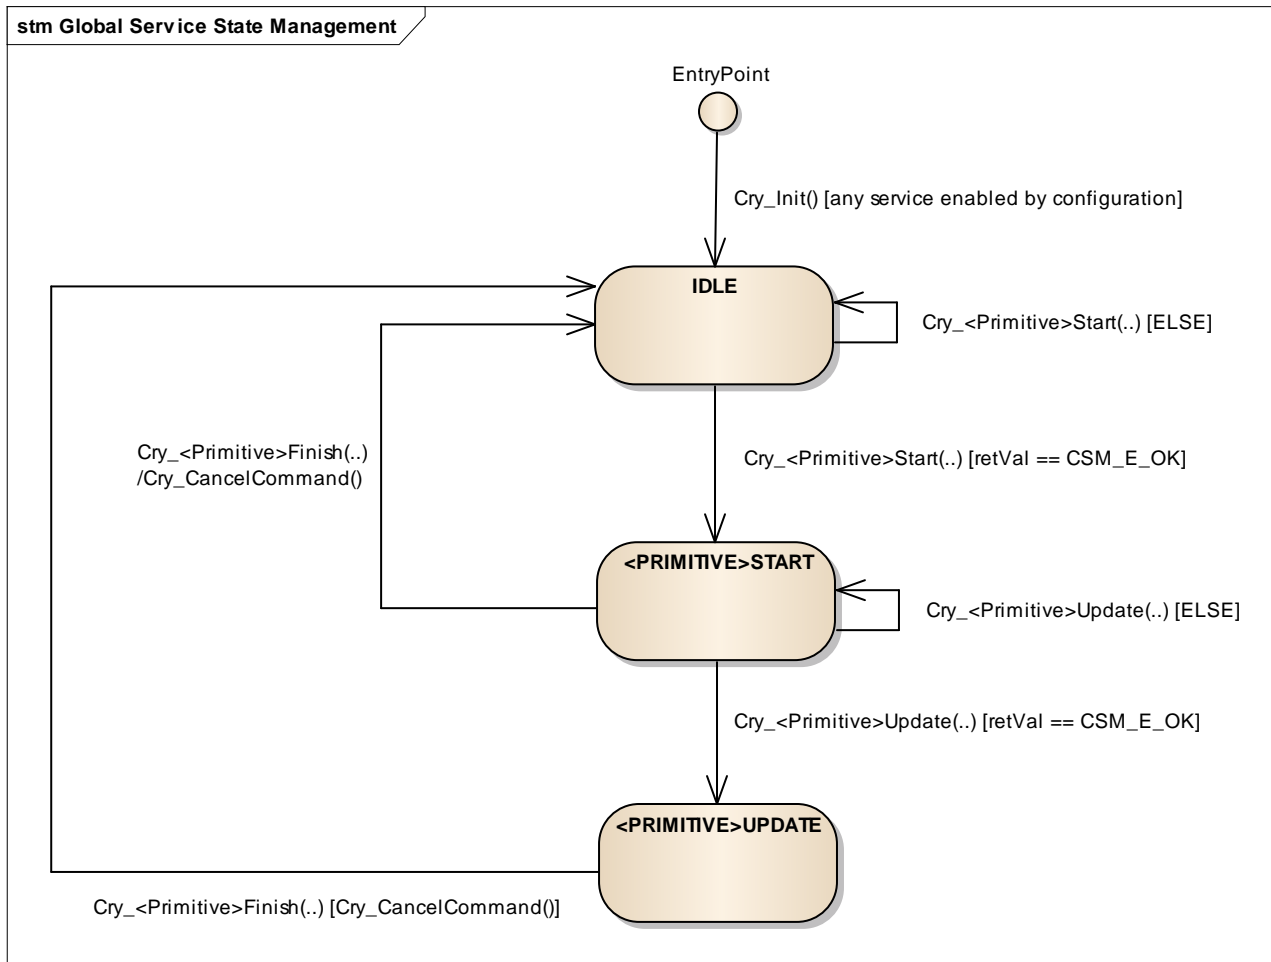 stm Global Service State Management
EntryPoint
Cry_Init() [any service enabled by configuration]
IDLE
Cry_<Primitive>Start(..) [ELSE]
Cry_<Primitive>Finish(..)
/Cry_CancelCommand()
Cry_<Primitive>Start(..) [retVal == CSM_E_OK]
<PRIMITIVE>START
Cry_<Primitive>Update(..) [ELSE]
Cry_<Primitive>Update(..) [retVal == CSM_E_OK]
<PRIMITIVE>UPDATE
Cry_<Primitive>Finish(..) [Cry_CancelCommand()]